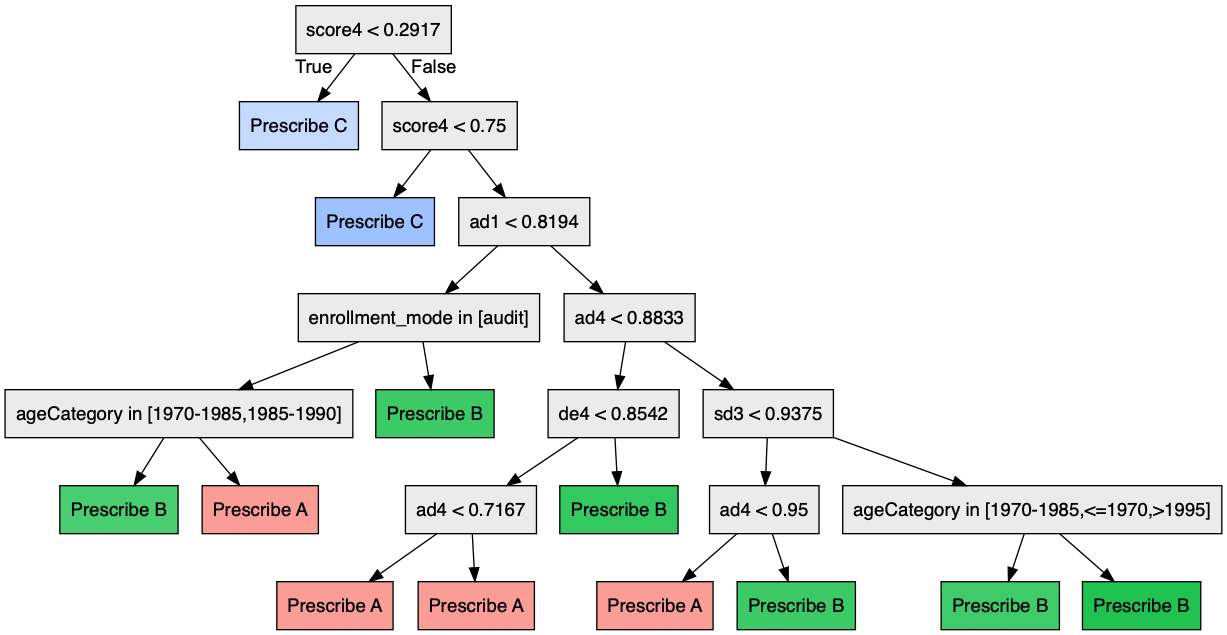 score4 < 0.2917
True
False
Prescribe C
score4 < 0.75
Prescribe C
ad1 < 0.8194
enrollment_mode in [audit]
ad4 < 0.8833
ageCategory in [1970-1985,1985-1990]
Prescribe B
de4 < 0.8542
sd3 < 0.9375
Prescribe B
Prescribe A
ad4 < 0.7167
Prescribe B
ad4 < 0.95
ageCategory in [1970-1985,<=1970,>1995]
Prescribe A
Prescribe A
Prescribe A
Prescribe B
Prescribe B
Prescribe B